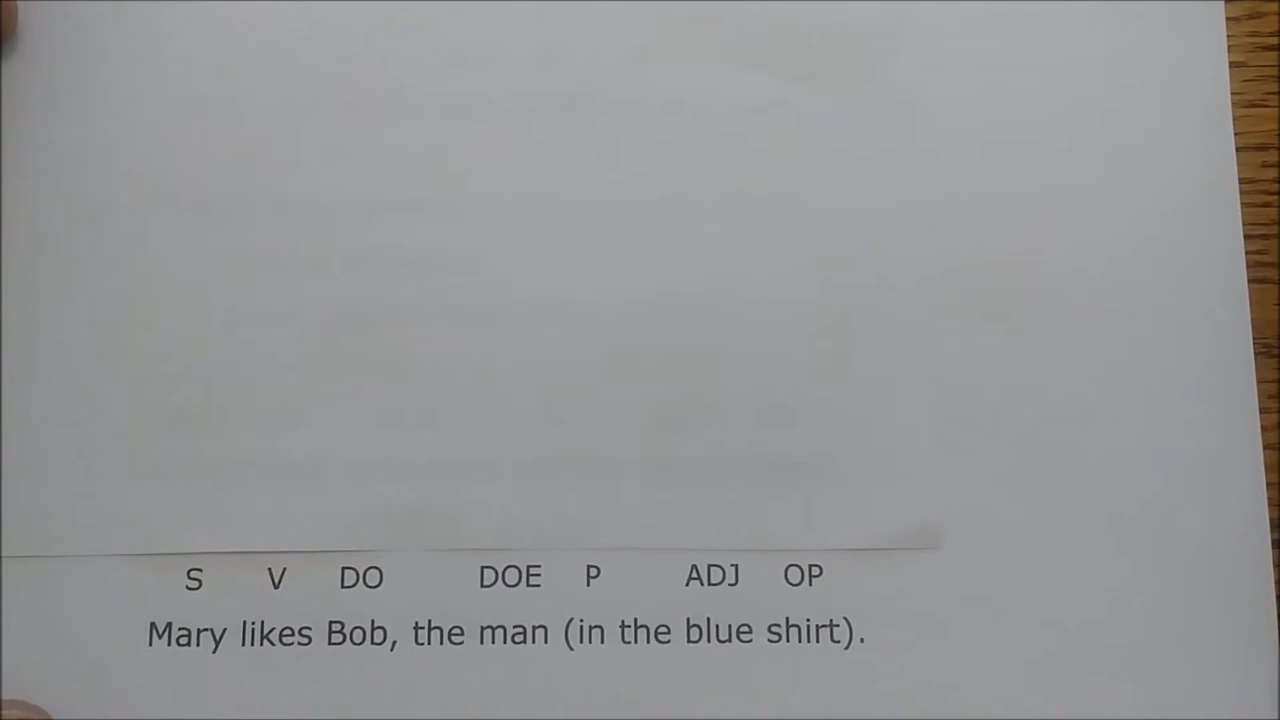 S V DO DOE P ADJ OP
Mary likes Bob, the man (in the blue shirt).